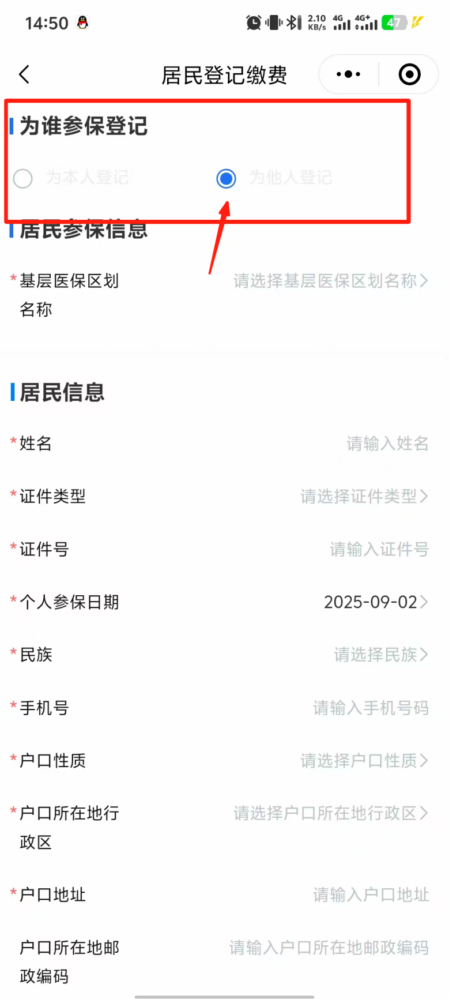 14:50
2.10 KB/s 4G 4G+ 47
居民登记缴费
为谁参保登记
为本人登记 为他人登记
居民参保信息
*基层医保区划 请选择基层医保区划名称
名称
居民信息
*姓名 请输入姓名
*证件类型 请选择证件类型
*证件号 请输入证件号
*个人参保日期 2025-09-02
*民族 请选择民族
*手机号 请输入手机号码
*户口性质 请选择户口性质
*户口所在地行 请选择户口所在地行政区
政区
*户口地址 请输入户口地址
户口所在地邮 请输入户口所在地邮政编码
政编码